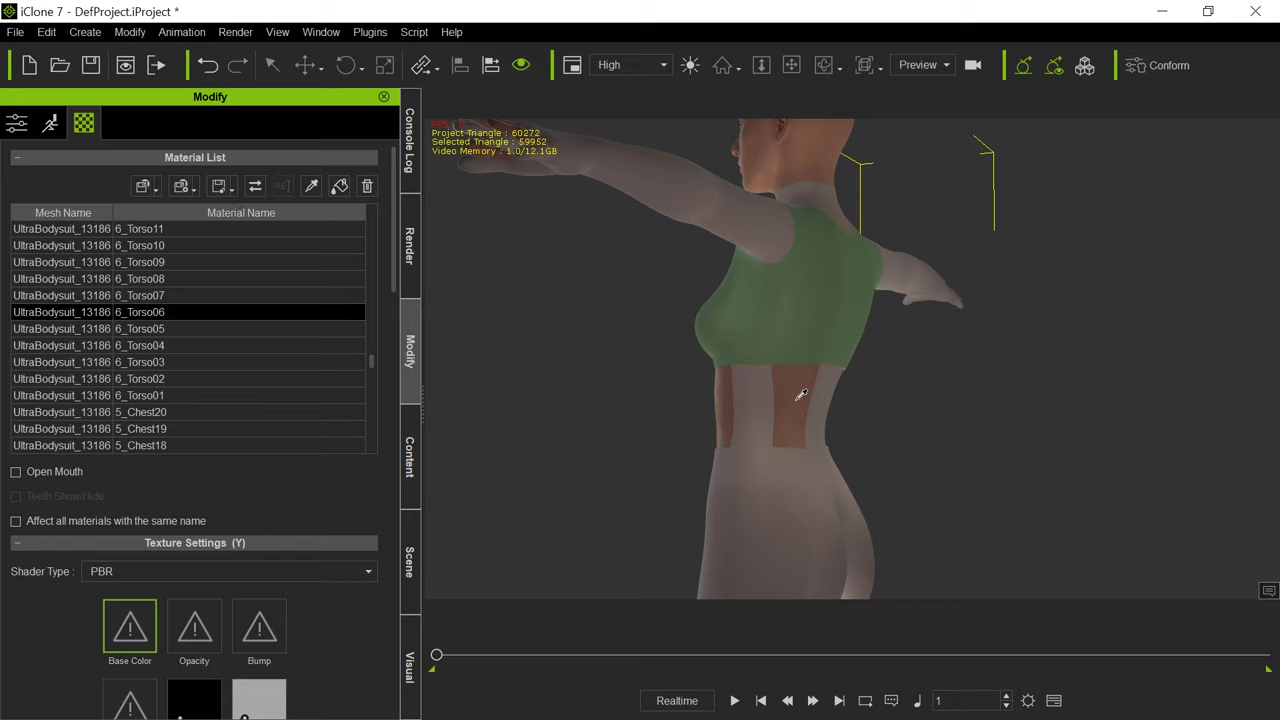 iClone 7 - DefProject.iProject *
File Edit Create Modify Animation Render View Window Plugins Script Help
High Preview Conform
Modify
Material List
Mesh Name Material Name
UltraBodysuit_13186 6_Torso11
UltraBodysuit_13186 6_Torso10
UltraBodysuit_13186 6_Torso09
UltraBodysuit_13186 6_Torso08
UltraBodysuit_13186 6_Torso07
UltraBodysuit_13186 6_Torso06
UltraBodysuit_13186 6_Torso05
UltraBodysuit_13186 6_Torso04
UltraBodysuit_13186 6_Torso03
UltraBodysuit_13186 6_Torso02
UltraBodysuit_13186 6_Torso01
UltraBodysuit_13186 5_Chest20
UltraBodysuit_13186 5_Chest19
UltraBodysuit_13186 5_Chest18
Open Mouth
Teeth Show/Hide
Affect all materials with the same name
Texture Settings (Y)
Shader Type : PBR
Base Color Opacity Bump
Console Log
Render
Modify
Content
Scene
Visual
Project Triangle : 60272
Selected Triangle : 59952
Video Memory : 1.0/12.1GB
Realtime 1